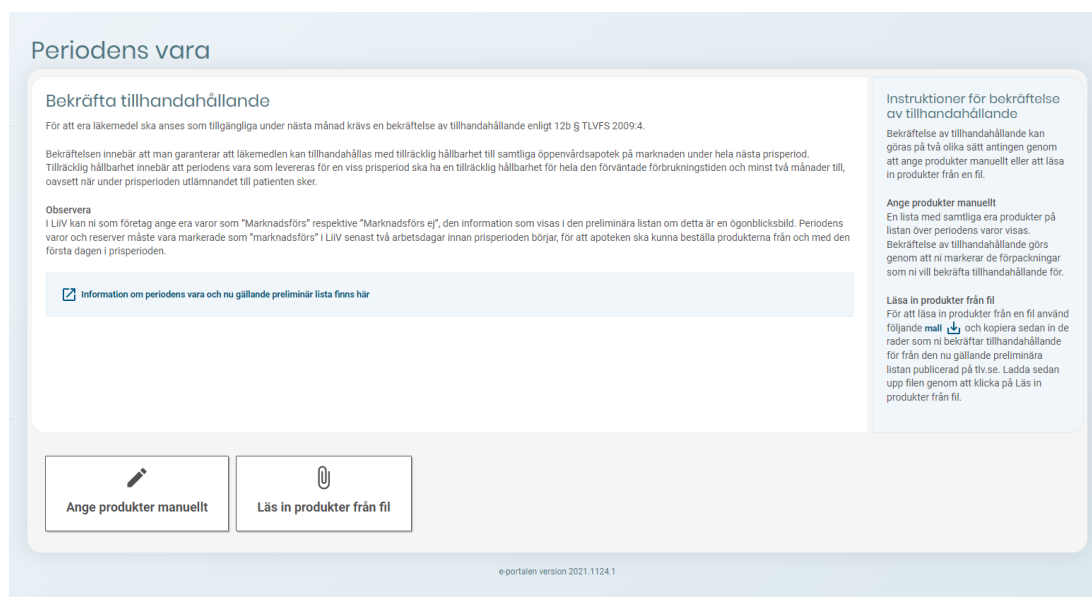 Periodens vara
Bekräfta tillhandahållande
För att era läkemedel ska anses som tillgängliga under nästa månad krävs en bekräftelse av tillhandahållande enligt 12b § TLVFS 2009:4.
Bekräftelsen innebär att man garanterar att läkemedlen kan tillhandahållas med tillräcklig hållbarhet till samtliga öppenvårdsapotek på marknaden under hela nästa prisperiod.
Tillräcklig hållbarhet innebär att periodens vara som levereras för en viss prisperiod ska ha en tillräcklig hållbarhet för hela den förväntade förbrukningstiden och minst två månader till,
oavsett när under prisperioden utlämnandet till patienten sker.
Observera
I LiiV kan ni som företag ange era varor som "Marknadsförs" respektive "Marknadsförs ej", den information som visas i den preliminära listan om detta är en ögonblicksbild. Periodens
varor och reserver måste vara markerade som "marknadsförs" i LiiV senast två arbetsdagar innan prisperioden börjar, för att apoteken ska kunna beställa produkterna från och med den
första dagen i prisperioden.
Information om periodens vara och nu gällande preliminär lista finns här
Instruktioner för bekräftelse
av tillhandahållande
Bekräftelse av tillhandahållande kan
göras på två olika sätt antingen genom
att ange produkter manuellt eller att läsa
in produkter från en fil.
Ange produkter manuellt
En lista med samtliga era produkter på
listan över periodens varor visas.
Bekräftelse av tillhandahållande görs
genom att ni markerar de förpackningar
som ni vill bekräfta tillhandahållande för.
Läsa in produkter från fil
För att läsa in produkter från en fil använd
följande mall och kopiera sedan in de
rader som ni bekräftar tillhandahållande
för från den nu gällande preliminära
listan publicerad på tlv.se. Ladda sedan
upp filen genom att klicka på Läs in
produkter från fil.
Ange produkter manuellt
Läs in produkter från fil
e-portalen version 2021.1124.1